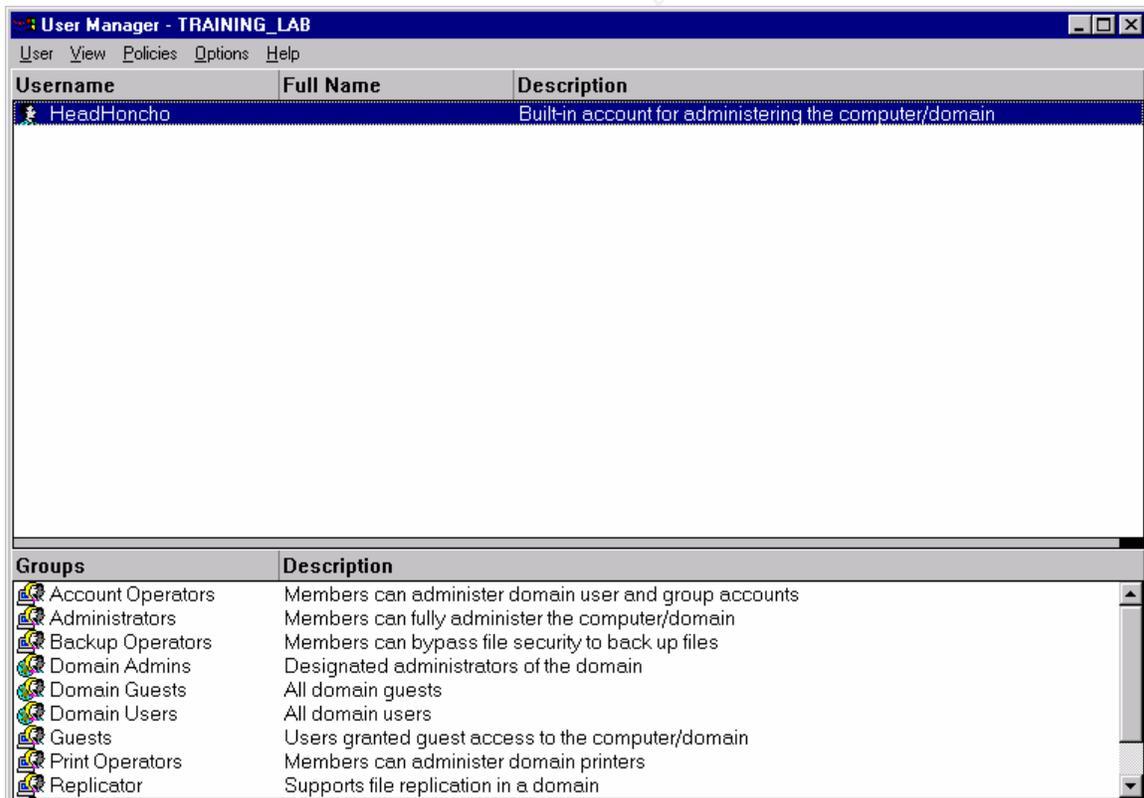 User Manager - TRAINING_LAB
User View Policies Options Help
Username Full Name Description
HeadHoncho Built-in account for administering the computer/domain
Groups Description
Account Operators Members can administer domain user and group accounts
Administrators Members can fully administer the computer/domain
Backup Operators Members can bypass file security to back up files
Domain Admins Designated administrators of the domain
Domain Guests All domain guests
Domain Users All domain users
Guests Users granted guest access to the computer/domain
Print Operators Members can administer domain printers
Replicator Supports file replication in a domain